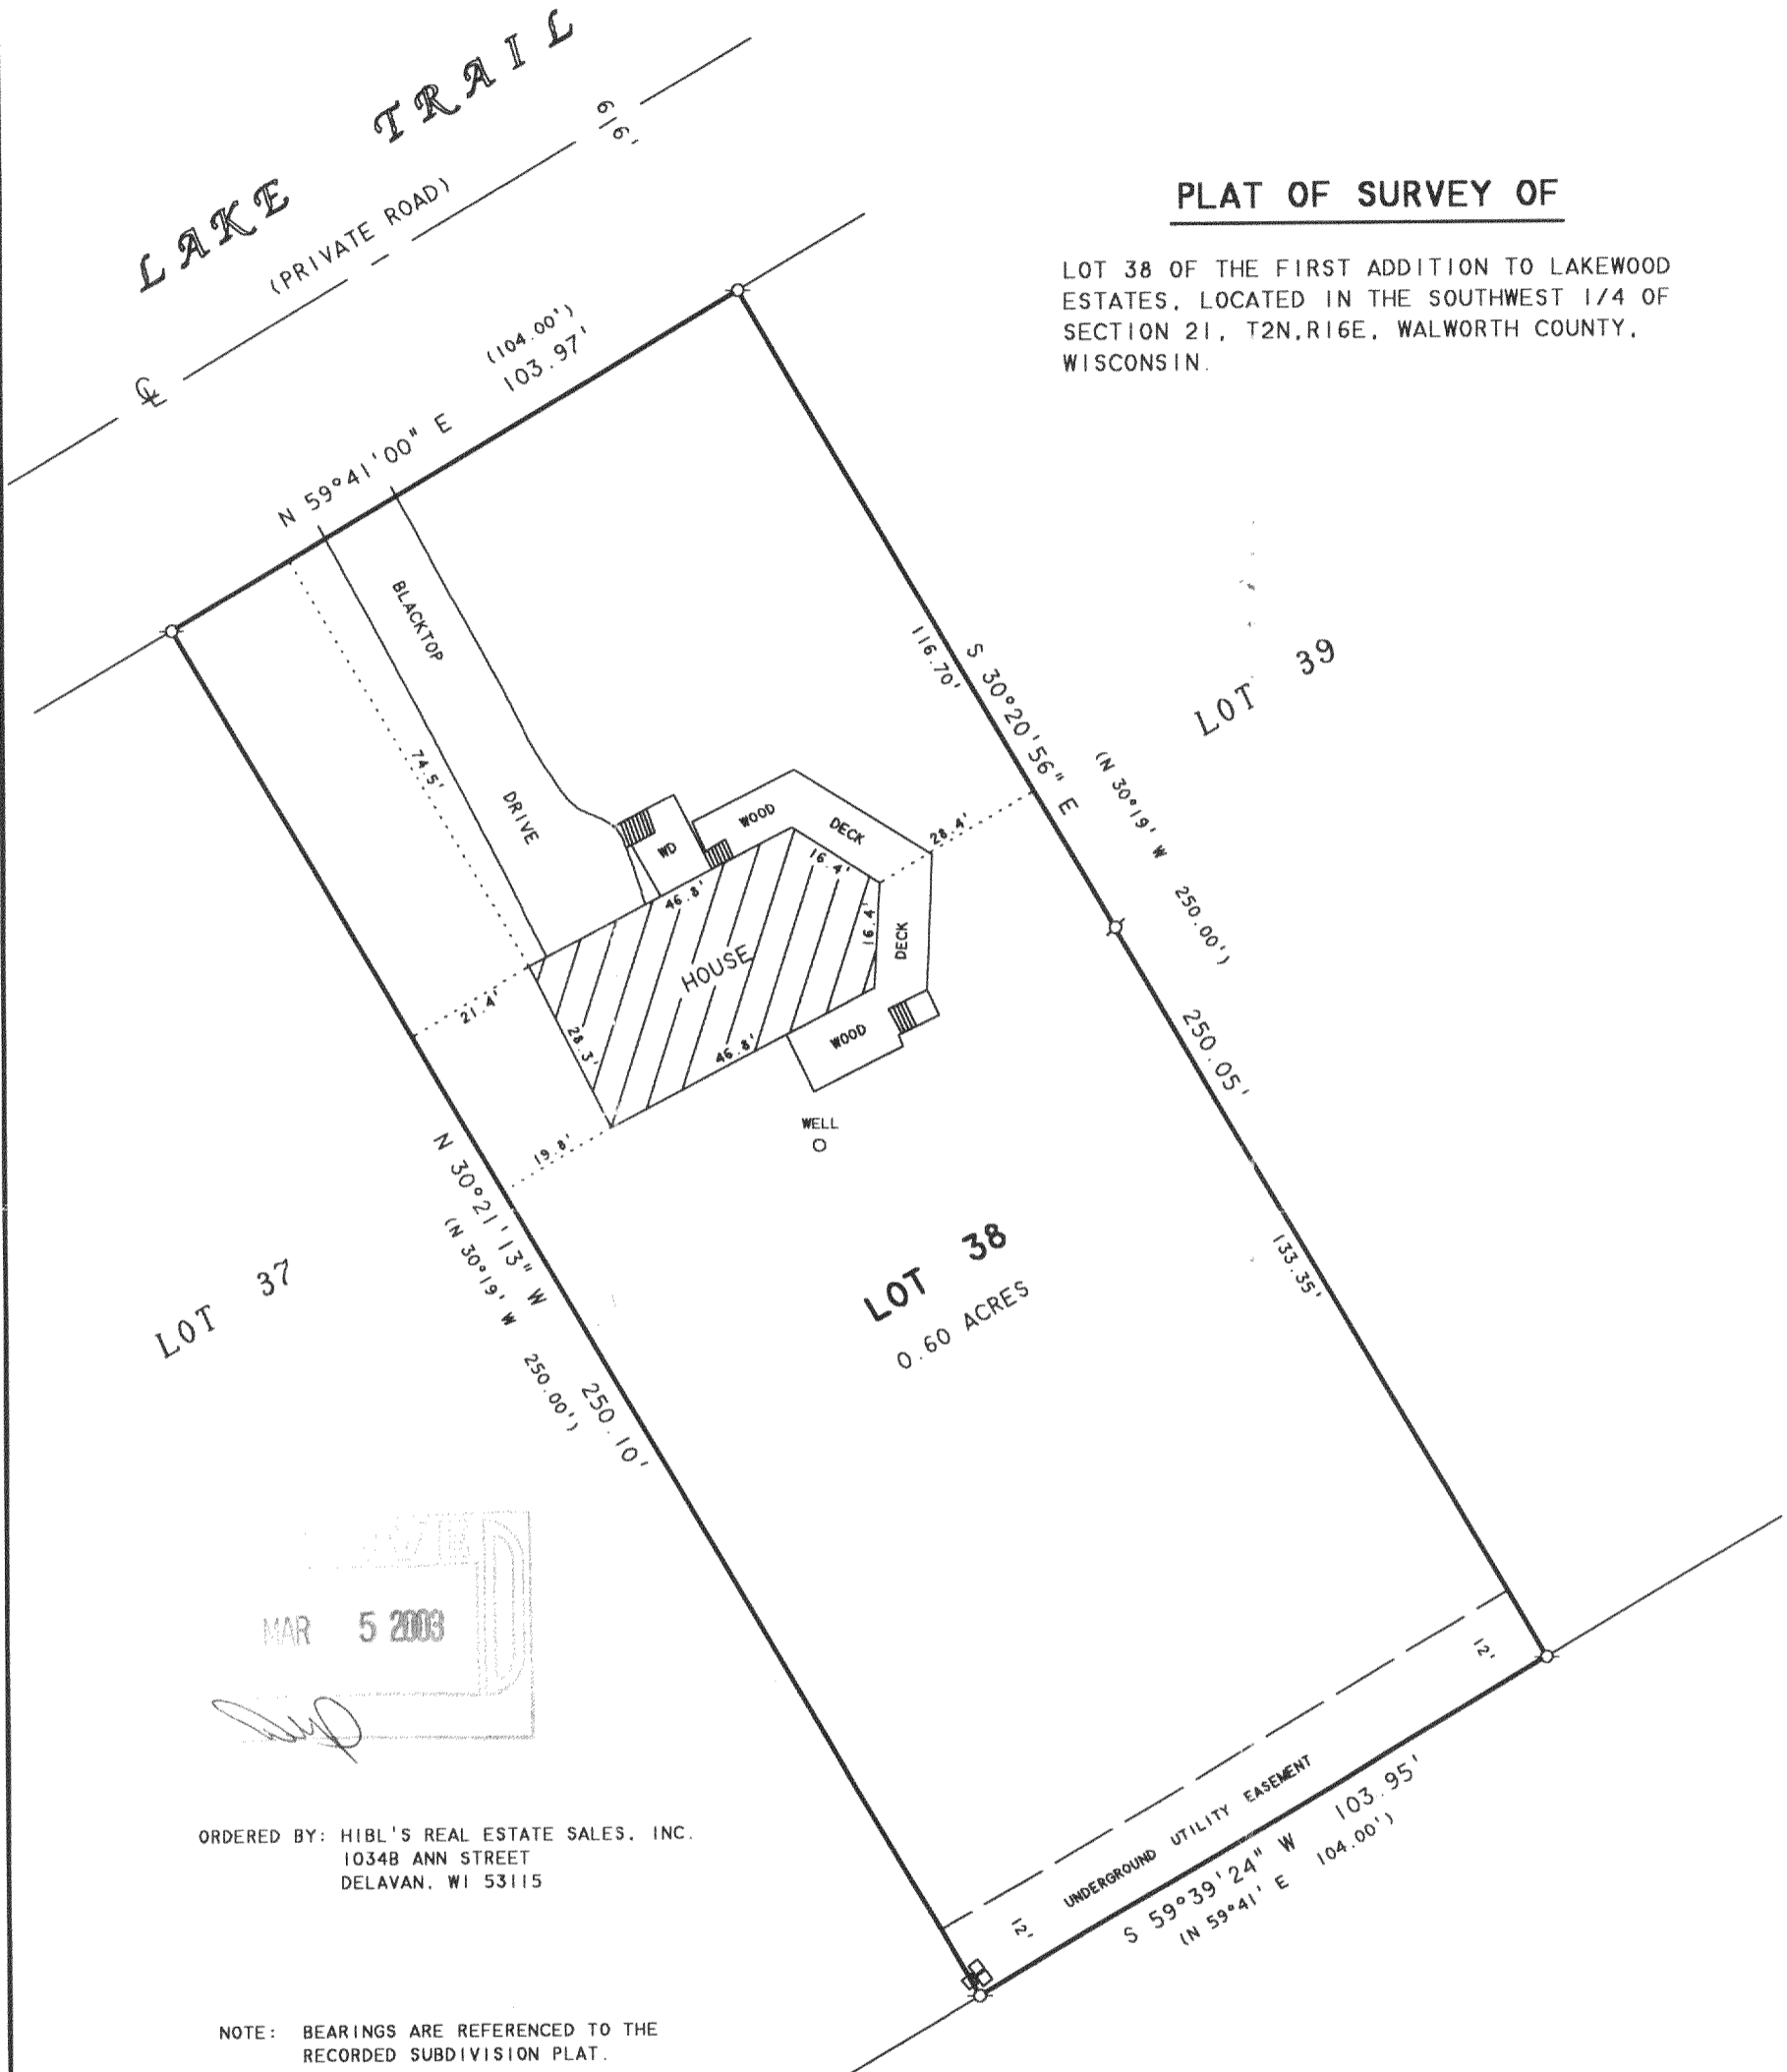 LAKE TRAIL
(PRIVATE ROAD)
PLAT OF SURVEY OF
LOT 38 OF THE FIRST ADDITION TO LAKEWOOD
ESTATES, LOCATED IN THE SOUTHWEST 1/4 OF
SECTION 21, T2N,R16E, WALWORTH COUNTY,
WISCONSIN.
(104.00')
103.97'
N 59°41'00" E
BLACKTOP
DRIVE
74.5'
116.70'
S 30°20'56" E
250.05'
(N 30°19' W 250.00')
LOT 39
WOOD
DECK
WD
28.4'
16.4'
46.8'
16.4'
DECK
HOUSE
21.4'
28.3'
46.8'
WOOD
19.8'
WELL
N 30°21'13" W 250.10'
(N 30°19' W 250.00')
133.35'
LOT 37
LOT 38
0.60 ACRES
MAR 5 2003
12'
UNDERGROUND UTILITY EASEMENT
12'
S 59°39'24" W 103.95'
(N 59°41' E 104.00')
ORDERED BY: HIBL'S REAL ESTATE SALES, INC.
1034B ANN STREET
DELAVAN, WI 53115
NOTE: BEARINGS ARE REFERENCED TO THE
RECORDED SUBDIVISION PLAT.